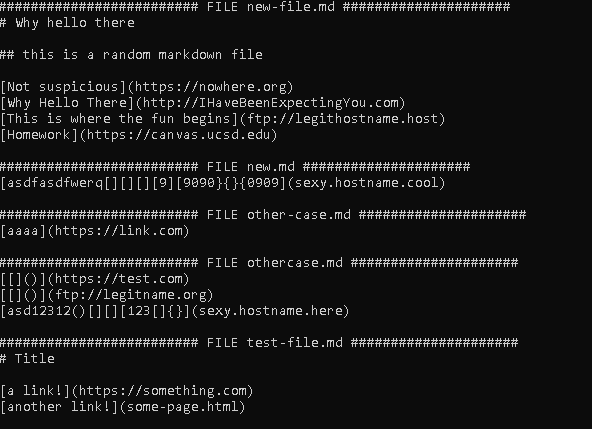 ######################### FILE new-file.md #####################
# Why hello there

## this is a random markdown file

[Not suspicious](https://nowhere.org)
[Why Hello There](http://IHaveBeenExpectingYou.com)
[This is where the fun begins](ftp://legithostname.host)
[Homework](https://canvas.ucsd.edu)

######################### FILE new.md #####################
[asdfasdfwerq[][][][9][9090}{}{0909](sexy.hostname.cool)

######################### FILE other-case.md #####################
[aaaa](https://link.com)

######################### FILE othercase.md #####################
[[]()](https://test.com)
[[]()](ftp://legitname.org)
[asd12312()[][][123[]{}](sexy.hostname.here)

######################### FILE test-file.md #####################
# Title

[a link!](https://something.com)
[another link!](some-page.html)